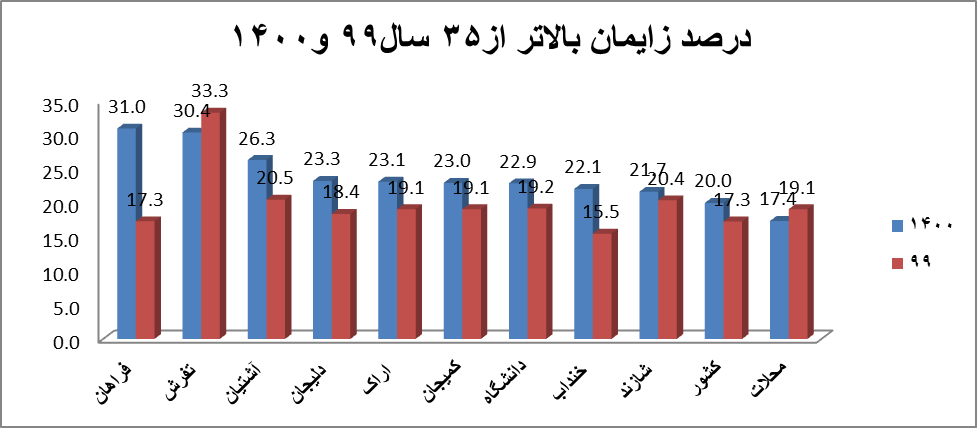 درصد زایمان بالاتر از۳۵ سال۹۹ و۱۴۰۰
35.0
30.0
25.0
20.0
15.0
10.0
5.0
0.0
31.0
30.4
26.3
23.3
23.1
23.0
22.9
22.1
21.7
20.0
17.4
17.3
33.3
20.5
18.4
19.1
19.1
19.2
15.5
20.4
17.3
19.1
فراهان
تفرش
آشتیان
دلیجان
اراک
کمیجان
دانشگاه
خنداب
شازند
کشور
محلات
۱۴۰۰
۹۹